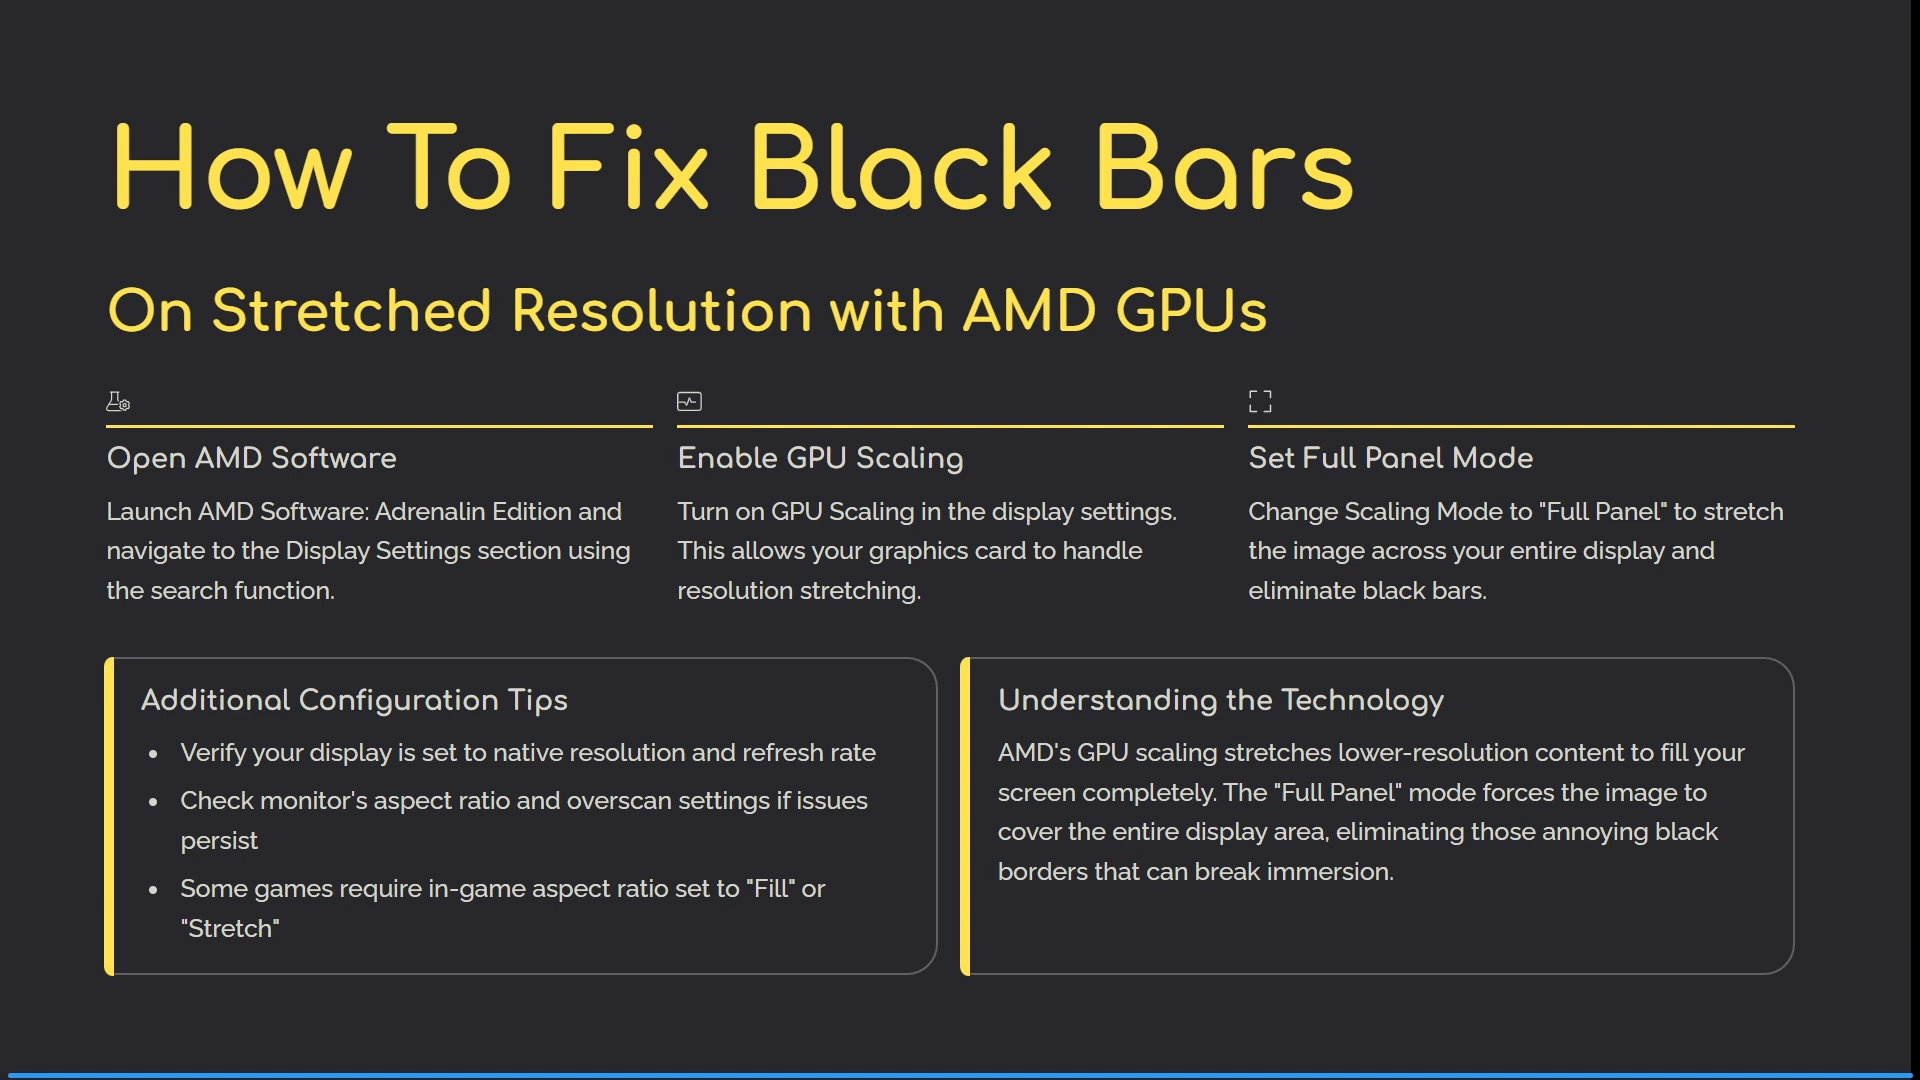 How To Fix Black Bars
On Stretched Resolution with AMD GPUs
Open AMD Software
Launch AMD Software: Adrenalin Edition and
navigate to the Display Settings section using
the search function.
Enable GPU Scaling
Turn on GPU Scaling in the display settings.
This allows your graphics card to handle
resolution stretching.
Set Full Panel Mode
Change Scaling Mode to "Full Panel" to stretch
the image across your entire display and
eliminate black bars.
Additional Configuration Tips
• Verify your display is set to native resolution and refresh rate
• Check monitor's aspect ratio and overscan settings if issues
persist
• Some games require in-game aspect ratio set to "Fill" or
"Stretch"
Understanding the Technology
AMD's GPU scaling stretches lower-resolution content to fill your
screen completely. The "Full Panel" mode forces the image to
cover the entire display area, eliminating those annoying black
borders that can break immersion.